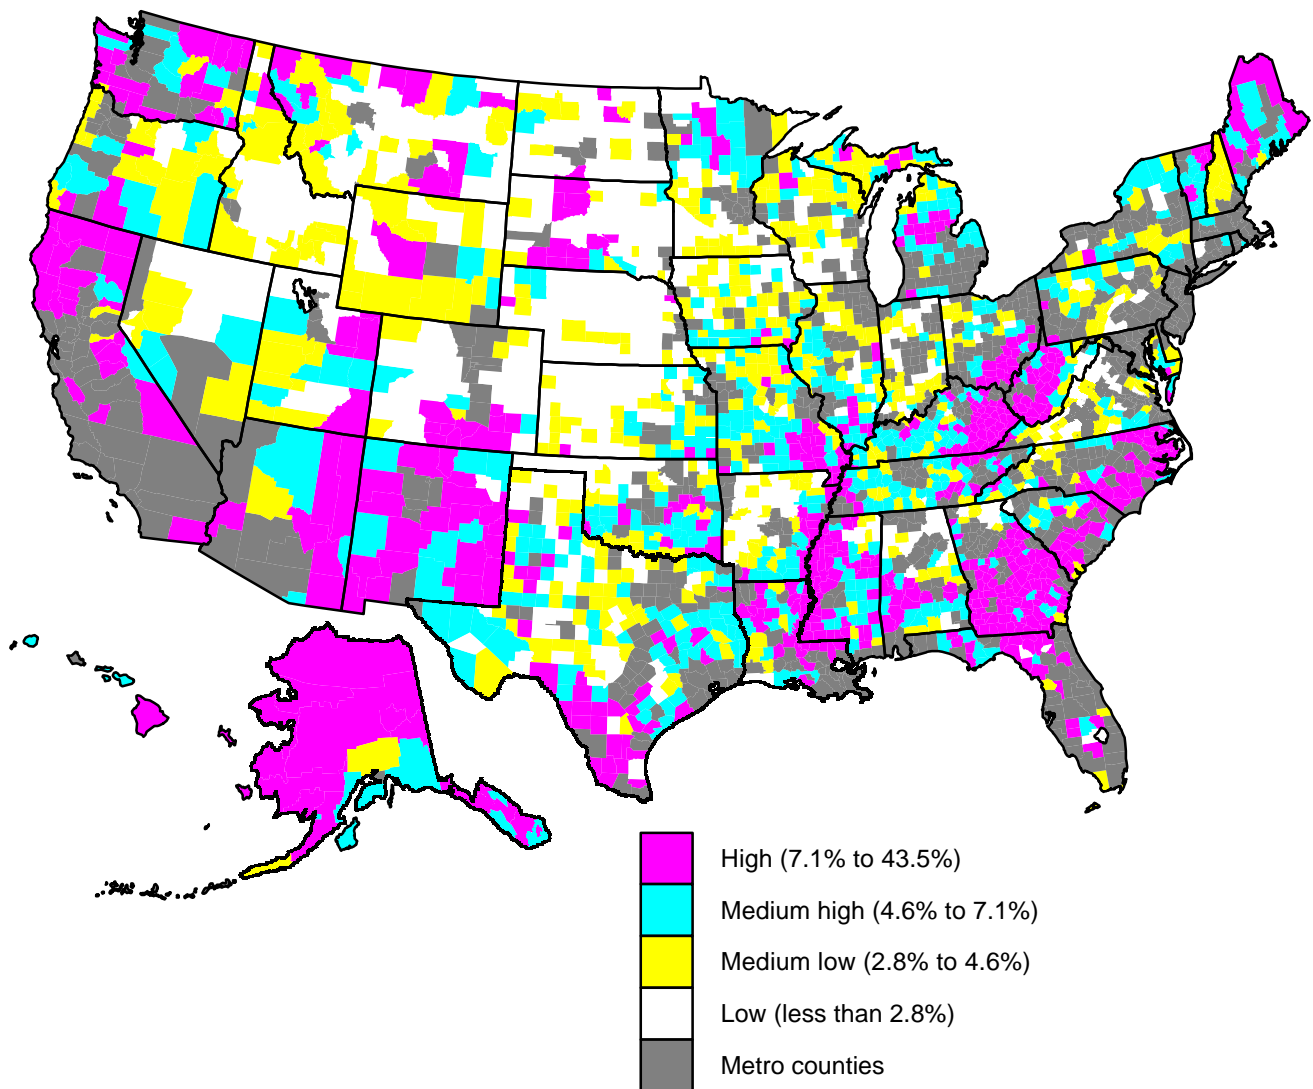 High (7.1% to 43.5%)
Medium high (4.6% to 7.1%)
Medium low (2.8% to 4.6%)
Low (less than 2.8%)
Metro counties